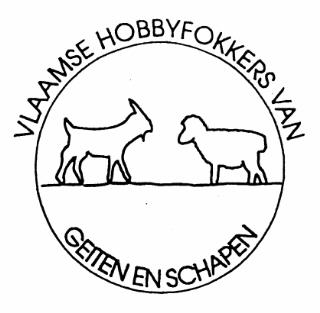 VLAAMSE HOBBYFOKKERS VAN
GEITEN EN SCHAPEN